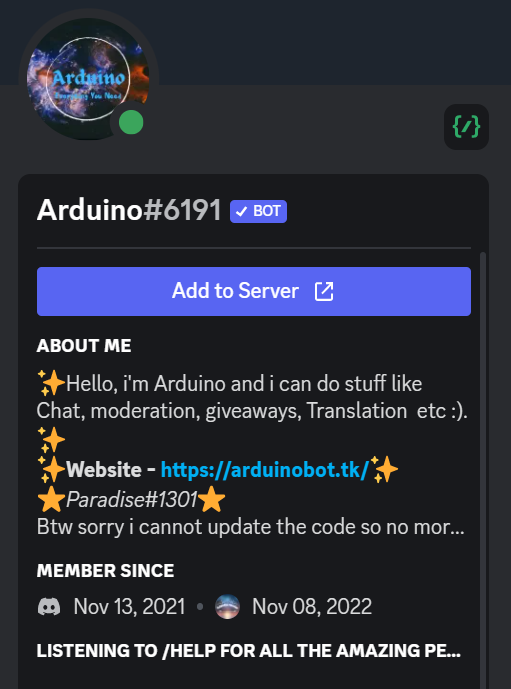 Arduino
Everything You Need
Arduino#6191 BOT
Add to Server
ABOUT ME
✨Hello, i'm Arduino and i can do stuff like
Chat, moderation, giveaways, Translation  etc :).
✨
✨Website - https://arduinobot.tk/✨
⭐Paradise#1301⭐
Btw sorry i cannot update the code so no mor...
MEMBER SINCE
Nov 13, 2021 • Nov 08, 2022
LISTENING TO /HELP FOR ALL THE AMAZING PE...